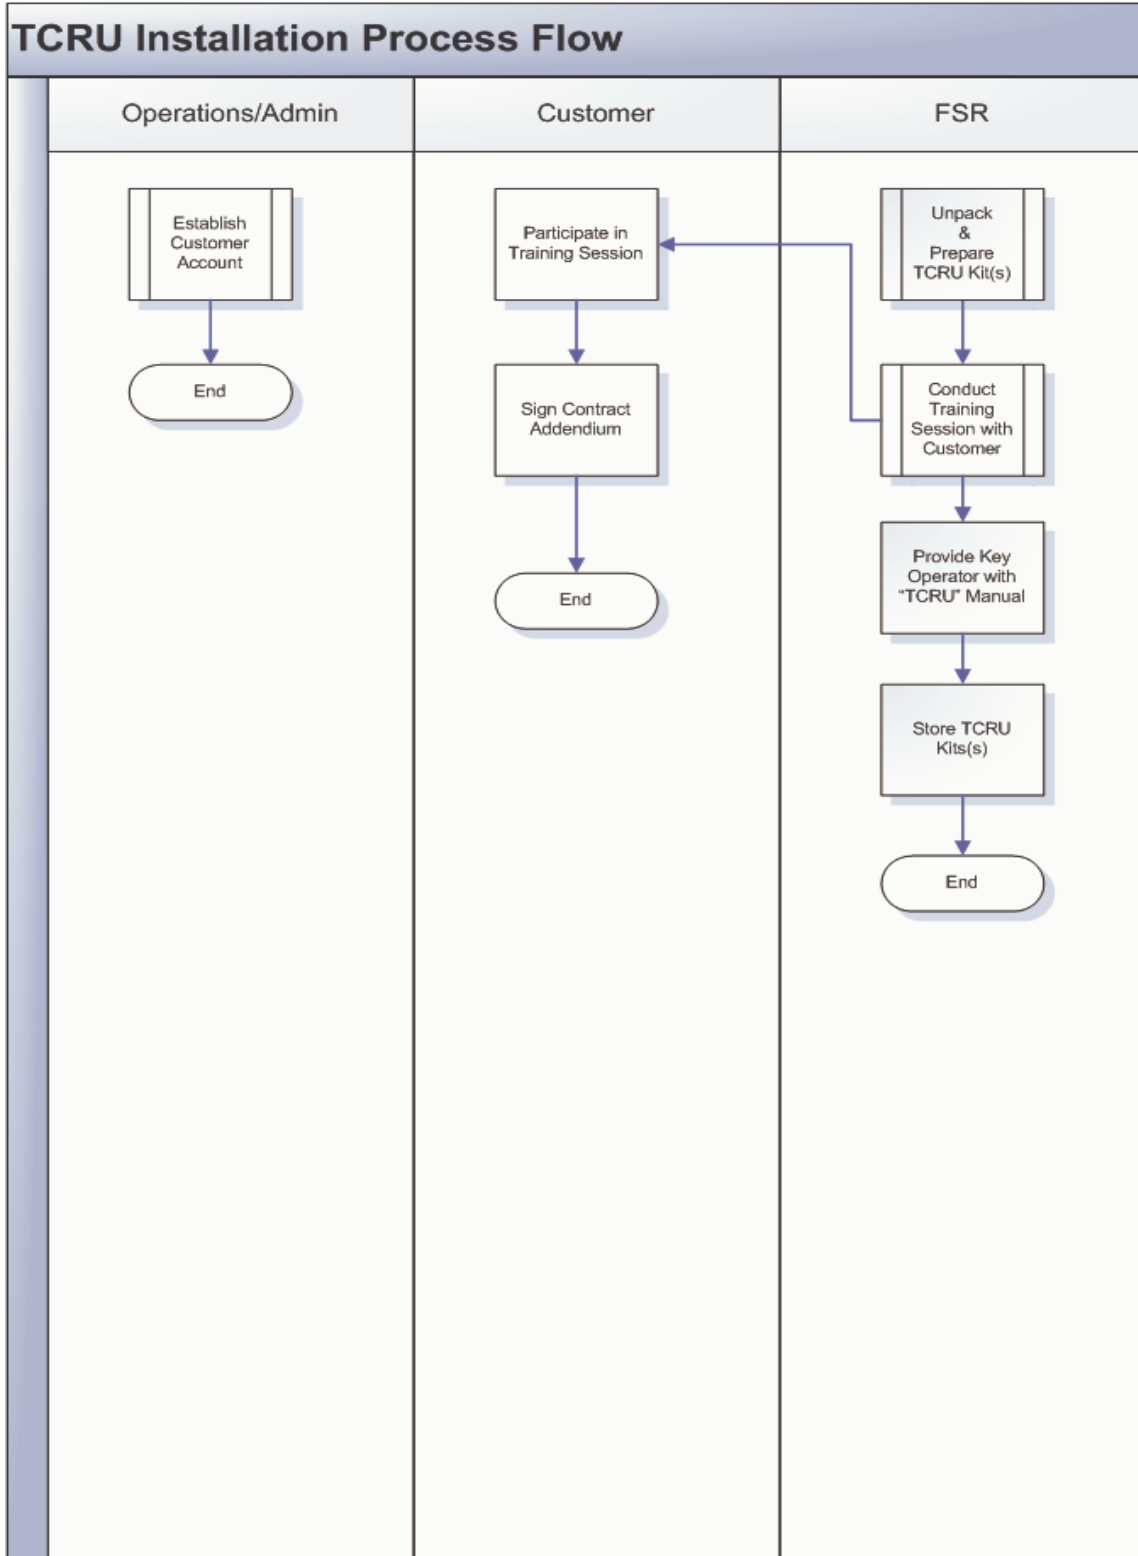 TCRU Installation Process Flow
Operations/Admin
Customer
FSR
Establish
Customer
Account
End
Participate in
Training Session
Sign Contract
Addendium
End
Unpack
&
Prepare
TCRU Kit(s)
Conduct
Training
Session with
Customer
Provide Key
Operator with
“TCRU” Manual
Store TCRU
Kits(s)
End